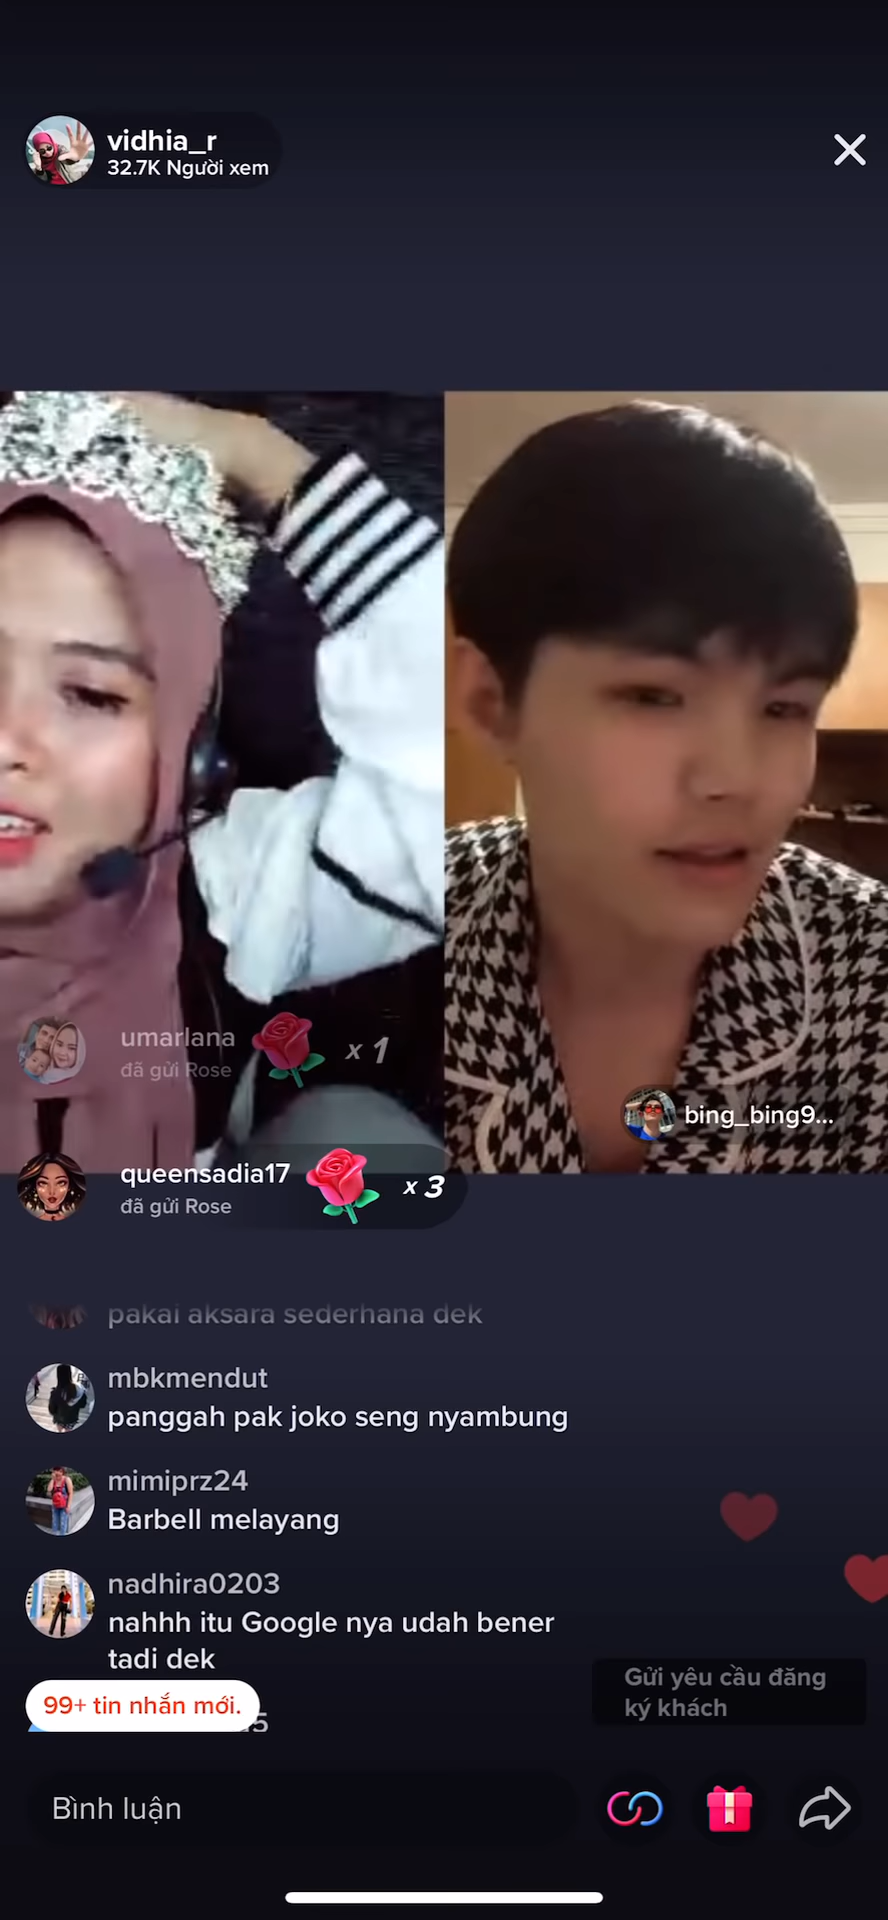 vidhia_r
32.7K Người xem
umarlana
đã gửi Rose
x 1
bing_bing9...
queensadia17
đã gửi Rose
x 3
pakai aksara sederhana dek
mbkmendut
panggah pak joko seng nyambung
mimiprz24
Barbell melayang
nadhira0203
nahhh itu Google nya udah bener
tadi dek
Gửi yêu cầu đăng
ký khách
99+ tin nhắn mới.
Bình luận